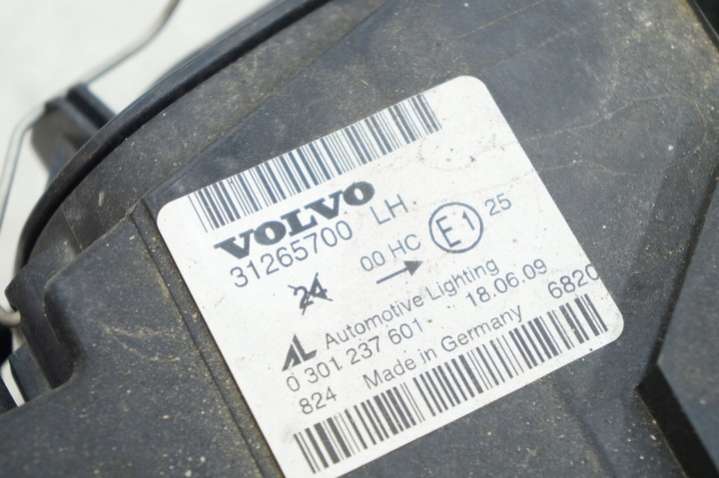 VOLVO LH.
31265700
00 HC E1 25
24
AL Automotive Lighting
0 301 237 601- 18.06.09
824 Made in Germany 6820